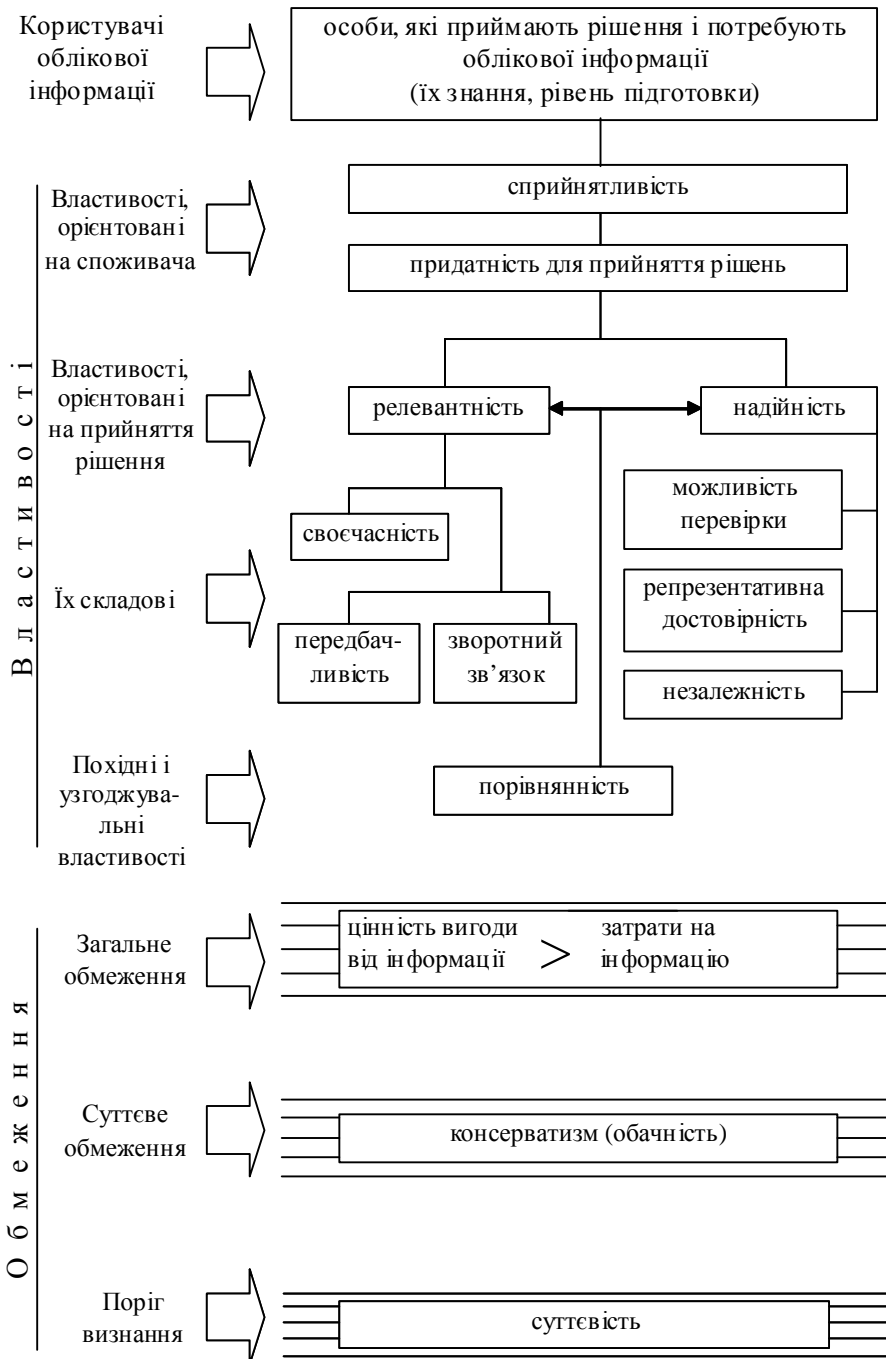 Користувачі
облікової
інформації
особи, які приймають рішення і потребують
облікової інформації
(їх знання, рівень підготовки)
Властивості
Властивості,
орієнтовані
на споживача
сприйнятливість
придатність для прийняття рішень
Властивості,
орієнтовані
на прийняття
рішення
релевантність
надійність
Їх складові
своєчасність
передбач-
ливість
зворотний
зв’язок
можливість
перевірки
репрезентативна
достовірність
незалежність
Похідні і
узгоджува-
льні
властивості
порівнянність
Обмеження
Загальне
обмеження
цінність вигоди
від інформації
>
затрати на
інформацію
Суттєве
обмеження
консерватизм (обачність)
Поріг
визнання
суттєвість